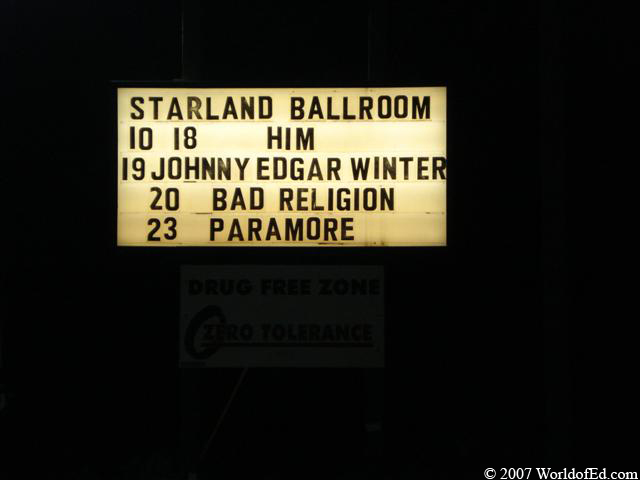 STARLAND BALLROOM
10 18 HIM
19 JOHNNY EDGAR WINTER
20 BAD RELIGION
23 PARAMORE
DRUG FREE ZONE
ZERO TOLERANCE
© 2007 WorldofEd.com